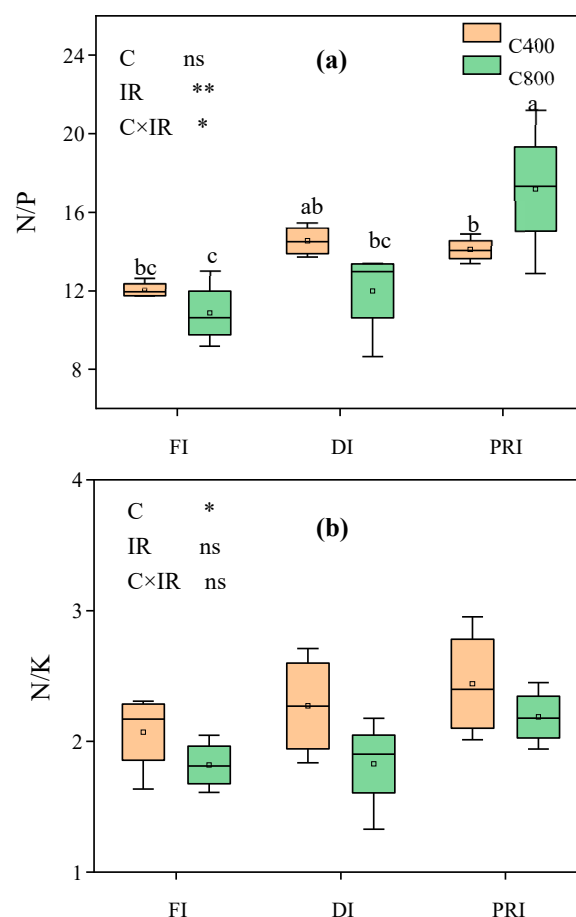 24
20
16
12
8
N/P
C ns
IR **
C×IR *
(a)
C400
C800
bc
c
ab
bc
b
a
FI
DI
PRI
4
3
2
1
N/K
C *
IR ns
C×IR ns
(b)
FI
DI
PRI